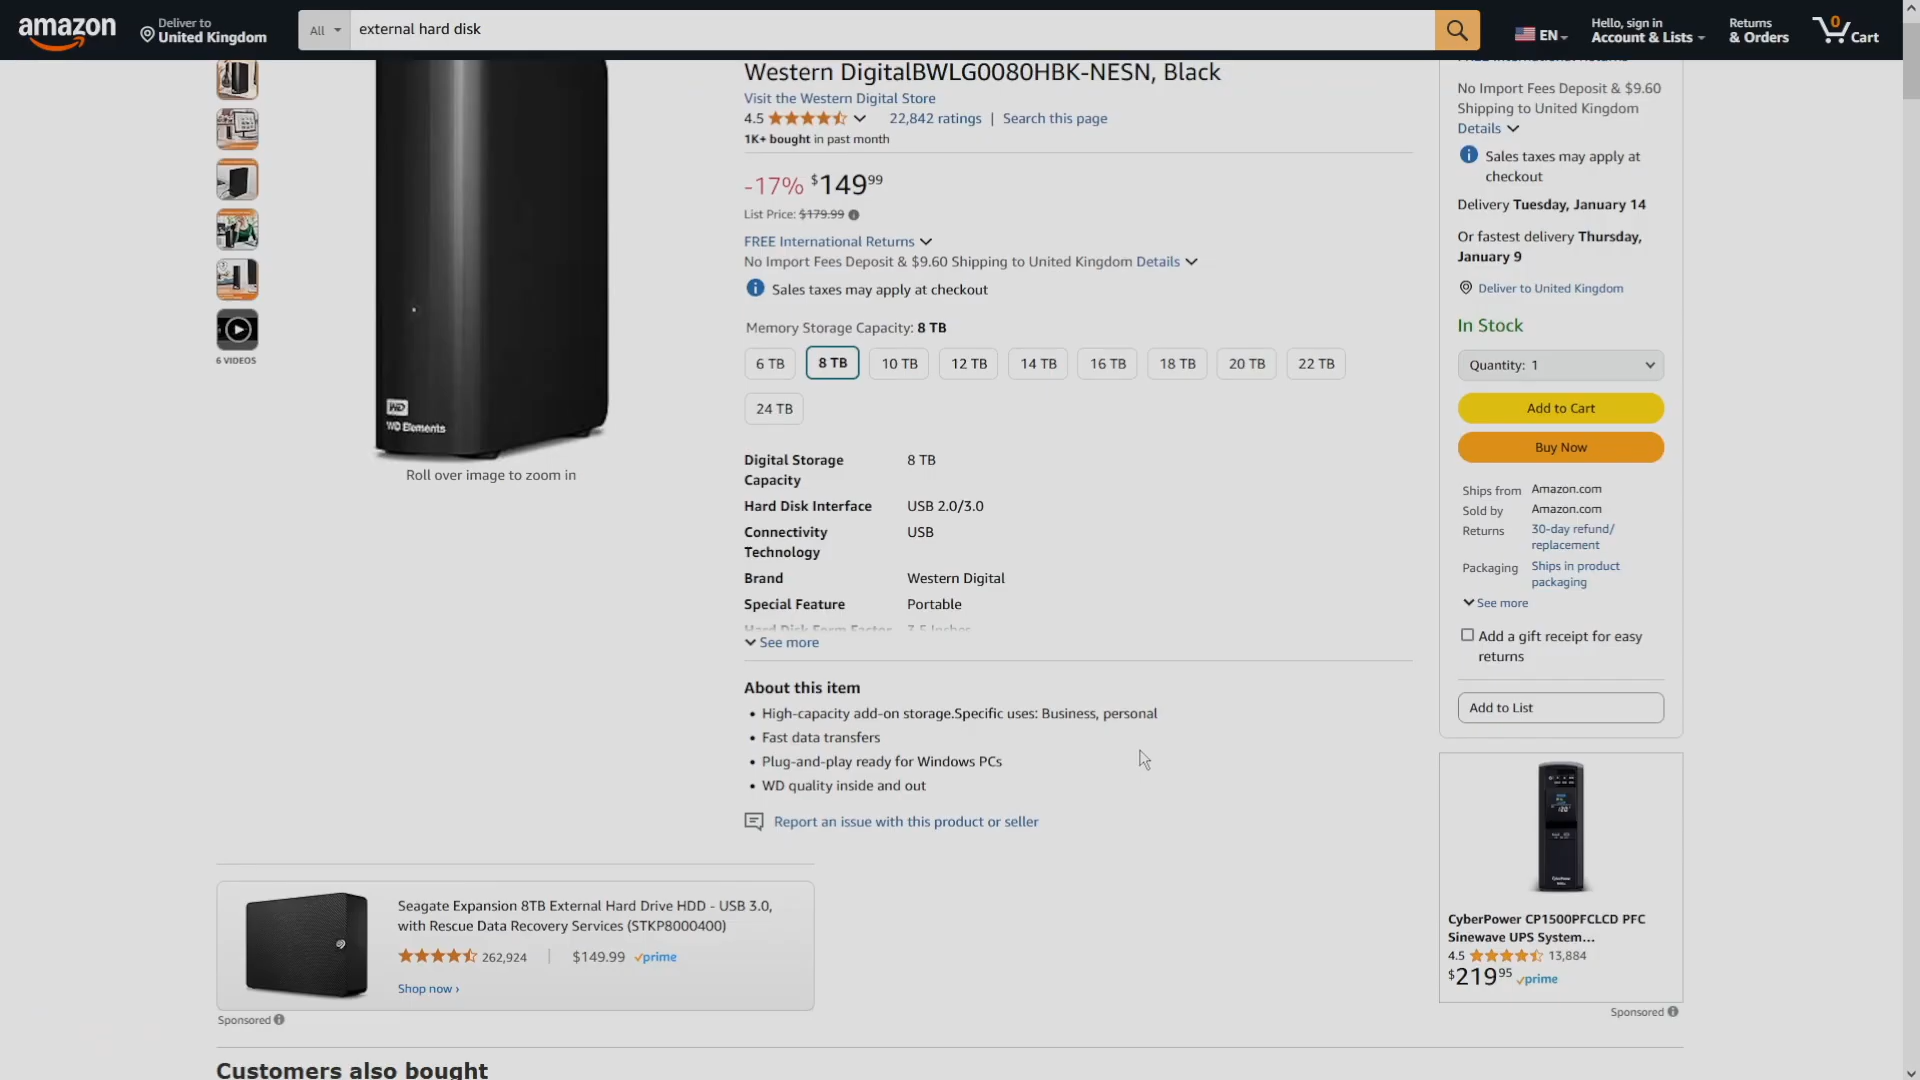 amazon
Deliver to
United Kingdom
All
external hard disk
EN
Hello, sign in
Account & Lists
Returns
& Orders
0
Cart
Western DigitalBWLG0080HBK-NESN, Black
Visit the Western Digital Store
4.5 22,842 ratings | Search this page
1K+ bought in past month
-17% $149 99
List Price: $179.99
FREE International Returns
No Import Fees Deposit & $9.60 Shipping to United Kingdom Details
Sales taxes may apply at checkout
Memory Storage Capacity: 8 TB
6 TB
8 TB
10 TB
12 TB
14 TB
16 TB
18 TB
20 TB
22 TB
24 TB
6 VIDEOS
WD
WD Elements
Roll over image to zoom in
Digital Storage
Capacity
8 TB
Hard Disk Interface
USB 2.0/3.0
Connectivity
Technology
USB
Brand
Western Digital
Special Feature
Portable
Hard Disk Form Factor
3.5 Inches
See more
About this item
• High-capacity add-on storage.Specific uses: Business, personal
• Fast data transfers
• Plug-and-play ready for Windows PCs
• WD quality inside and out
Report an issue with this product or seller
FREE International Returns
No Import Fees Deposit & $9.60
Shipping to United Kingdom
Details
Sales taxes may apply at
checkout
Delivery Tuesday, January 14
Or fastest delivery Thursday,
January 9
Deliver to United Kingdom
In Stock
Quantity: 1
Add to Cart
Buy Now
Ships from
Amazon.com
Sold by
Amazon.com
Returns
30-day refund/
replacement
Packaging
Ships in product
packaging
See more
Add a gift receipt for easy
returns
Add to List
Seagate Expansion 8TB External Hard Drive HDD - USB 3.0,
with Rescue Data Recovery Services (STKP8000400)
262,924 | $149.99 prime
Shop now ›
Sponsored
CyberPower CP1500PFCLCD PFC
Sinewave UPS System...
4.5 13,884
$219 95 prime
Sponsored
Customers also bought